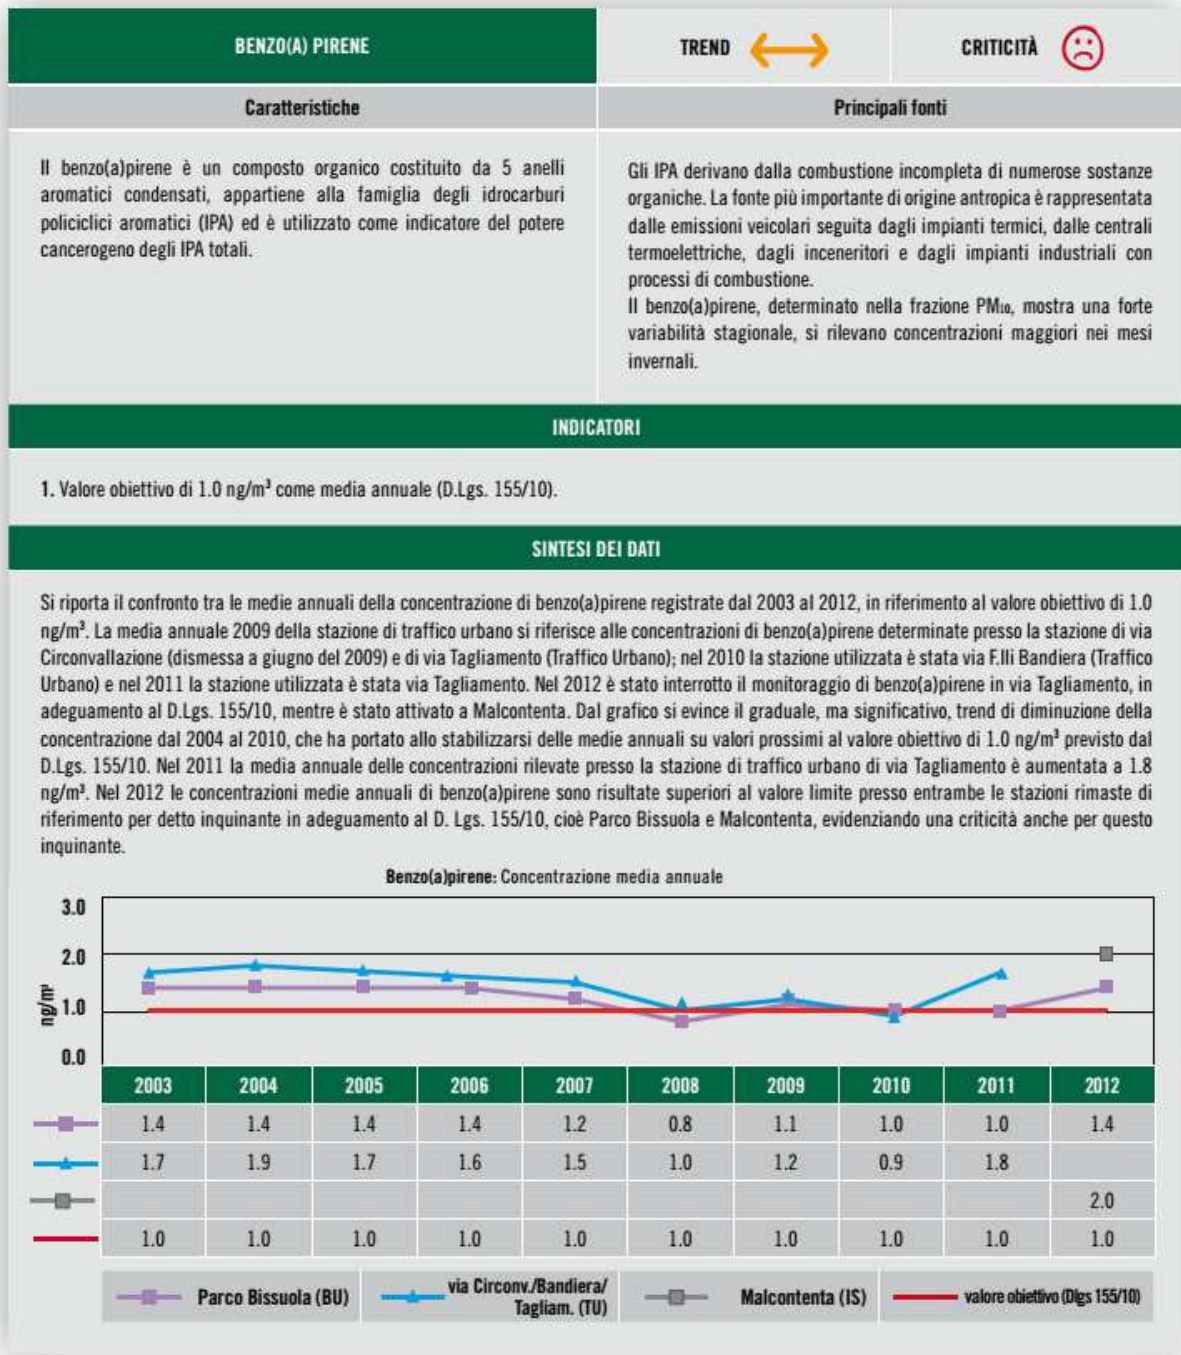 BENZO(A) PIRENE
TREND
CRITICITÀ
Caratteristiche
Principali fonti
Il benzo(a)pirene è un composto organico costituito da 5 anelli
aromatici condensati, appartiene alla famiglia degli idrocarburi
policiclici aromatici (IPA) ed è utilizzato come indicatore del potere
cancerogeno degli IPA totali.
Gli IPA derivano dalla combustione incompleta di numerose sostanze
organiche. La fonte più importante di origine antropica è rappresentata
dalle emissioni veicolari seguita dagli impianti termici, dalle centrali
termoelettriche, dagli inceneritori e dagli impianti industriali con
processi di combustione.
Il benzo(a)pirene, determinato nella frazione PM₁₀, mostra una forte
variabilità stagionale, si rilevano concentrazioni maggiori nei mesi
invernali.
INDICATORI
1. Valore obiettivo di 1.0 ng/m³ come media annuale (D.Lgs. 155/10).
SINTESI DEI DATI
Si riporta il confronto tra le medie annuali della concentrazione di benzo(a)pirene registrate dal 2003 al 2012, in riferimento al valore obiettivo di 1.0
ng/m³. La media annuale 2009 della stazione di traffico urbano si riferisce alle concentrazioni di benzo(a)pirene determinate presso la stazione di via
Circonvallazione (dismessa a giugno del 2009) e di via Tagliamento (Traffico Urbano); nel 2010 la stazione utilizzata è stata via F.lli Bandiera (Traffico
Urbano) e nel 2011 la stazione utilizzata è stata via Tagliamento. Nel 2012 è stato interrotto il monitoraggio di benzo(a)pirene in via Tagliamento, in
adeguamento al D.Lgs. 155/10, mentre è stato attivato a Malcontenta. Dal grafico si evince il graduale, ma significativo, trend di diminuzione della
concentrazione dal 2004 al 2010, che ha portato allo stabilizzarsi delle medie annuali su valori prossimi al valore obiettivo di 1.0 ng/m³ previsto dal
D.Lgs. 155/10. Nel 2011 la media annuale delle concentrazioni rilevate presso la stazione di traffico urbano di via Tagliamento è aumentata a 1.8
ng/m³. Nel 2012 le concentrazioni medie annuali di benzo(a)pirene sono risultate superiori al valore limite presso entrambe le stazioni rimaste di
riferimento per detto inquinante in adeguamento al D. Lgs. 155/10, cioè Parco Bissuola e Malcontenta, evidenziando una criticità anche per questo
inquinante.
Benzo(a)pirene: Concentrazione media annuale
3.0
2.0
1.0
0.0
ng/m³
2003 2004 2005 2006 2007 2008 2009 2010 2011 2012
1.4 1.4 1.4 1.4 1.2 0.8 1.1 1.0 1.0 1.4
1.7 1.9 1.7 1.6 1.5 1.0 1.2 0.9 1.8
2.0
1.0 1.0 1.0 1.0 1.0 1.0 1.0 1.0 1.0 1.0
Parco Bissuola (BU)
via Circonv./Bandiera/
Tagliam. (TU)
Malcontenta (IS)
valore obiettivo (Dlgs 155/10)